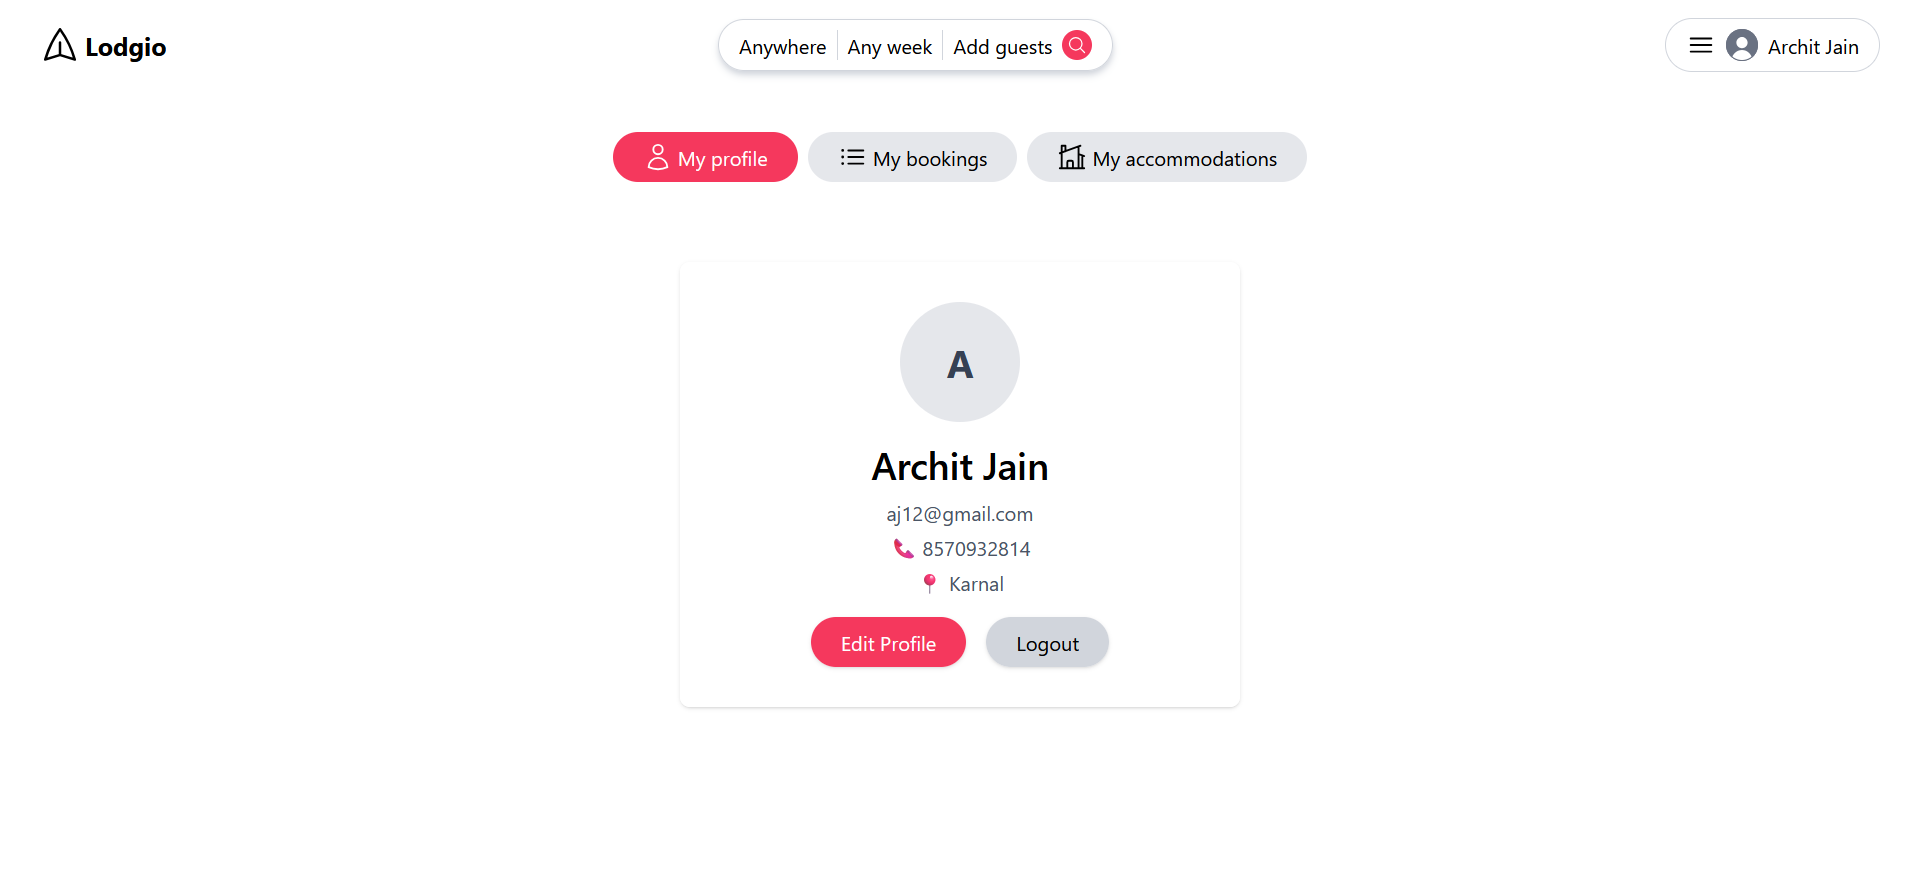 Lodgio
Anywhere Any week Add guests
Archit Jain
My profile My bookings My accommodations
A
Archit Jain
aj12@gmail.com
8570932814
Karnal
Edit Profile Logout